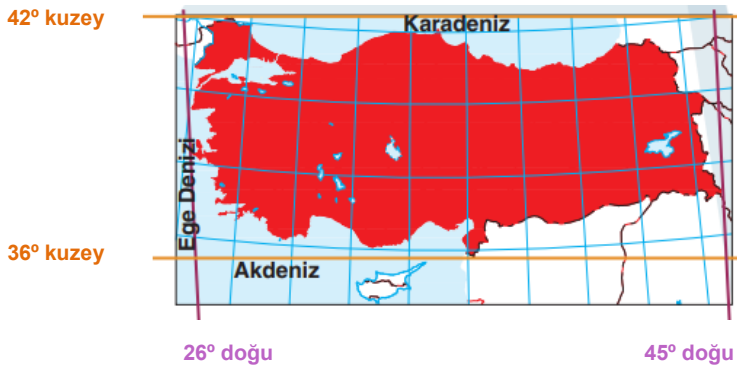 42º kuzey
Karadeniz
Ege Denizi
36º kuzey
Akdeniz
26º doğu
45º doğu